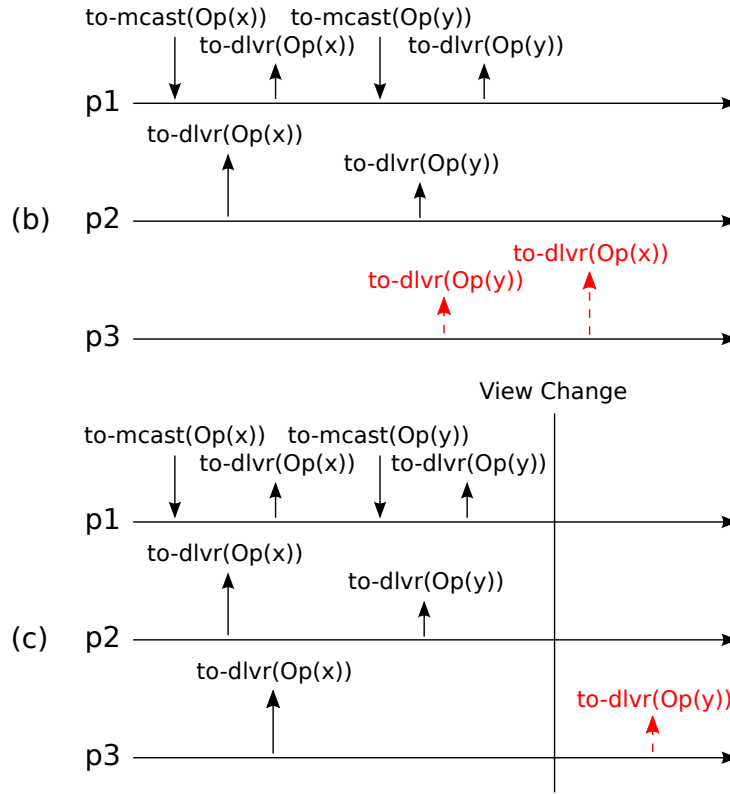 to-mcast(Op(x)) to-mcast(Op(y))
to-dlvr(Op(x)) to-dlvr(Op(y))
p1
to-dlvr(Op(x))
to-dlvr(Op(y))
(b) p2
to-dlvr(Op(x))
to-dlvr(Op(y))
p3
View Change
to-mcast(Op(x)) to-mcast(Op(y))
to-dlvr(Op(x)) to-dlvr(Op(y))
p1
to-dlvr(Op(x))
to-dlvr(Op(y))
(c) p2
to-dlvr(Op(x))
to-dlvr(Op(y))
p3